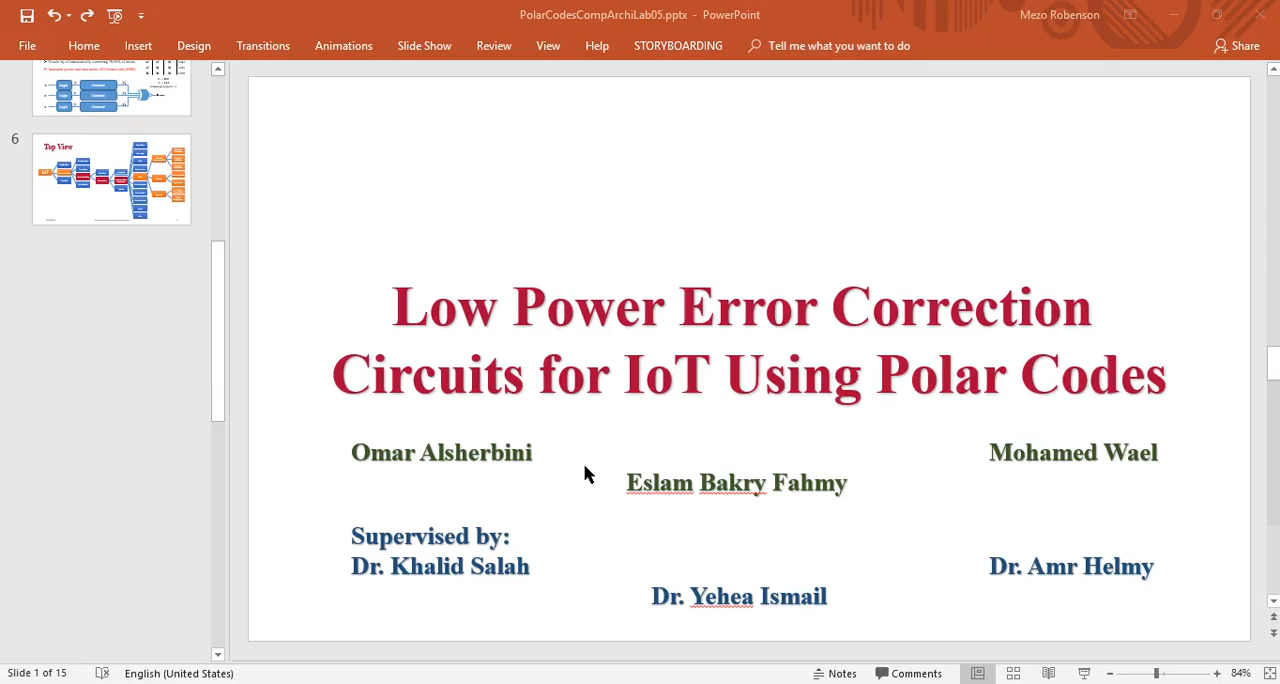 PolarCodesCompArchiLab05.pptx - PowerPoint
Mezo Robenson
File Home Insert Design Transitions Animations Slide Show Review View Help STORYBOARDING Tell me what you want to do Share
6
Top View
IoT
Low Power Error Correction
Circuits for IoT Using Polar Codes
Omar Alsherbini Mohamed Wael
Eslam Bakry Fahmy
Supervised by:
Dr. Khalid Salah Dr. Amr Helmy
Dr. Yehea Ismail
Slide 1 of 15 English (United States) Notes Comments 84%